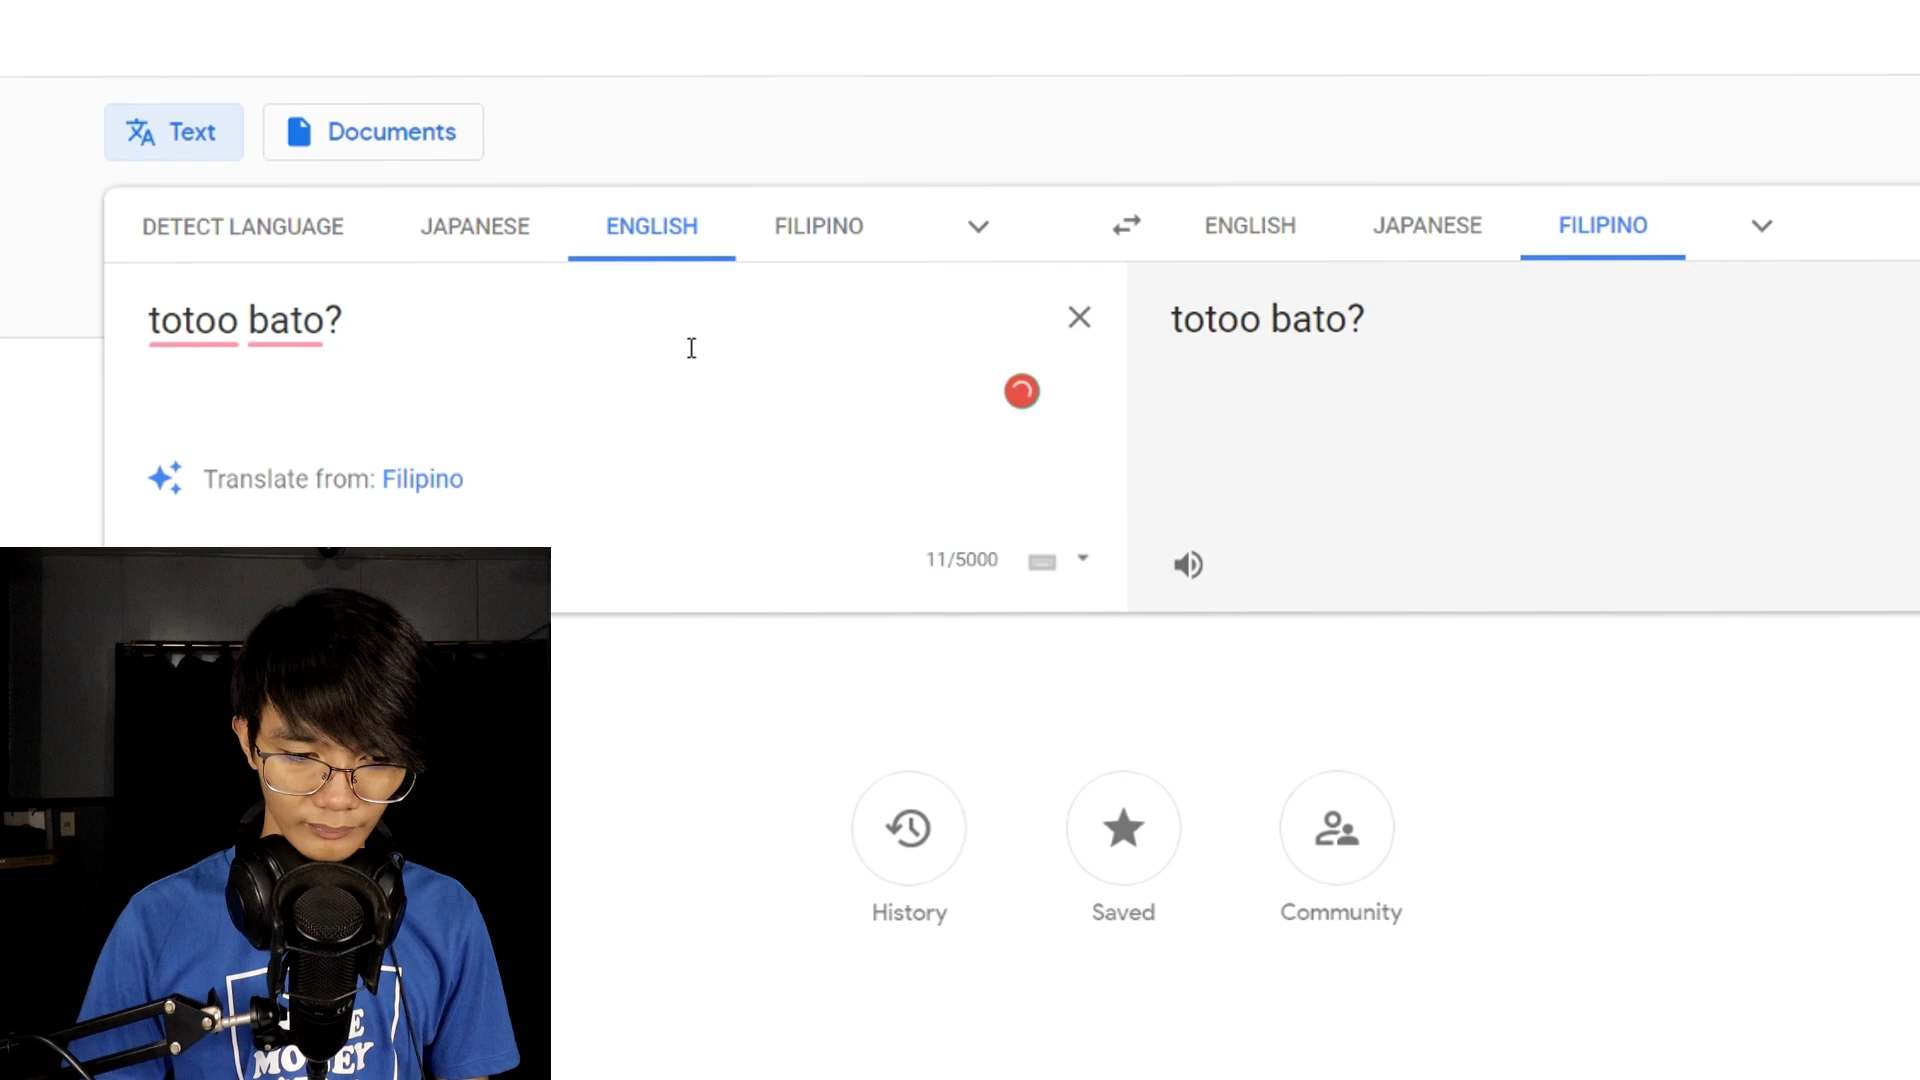 Text
Documents
DETECT LANGUAGE JAPANESE ENGLISH FILIPINO
ENGLISH JAPANESE FILIPINO
totoo bato?
totoo bato?
Translate from: Filipino
11/5000
History
Saved
Community